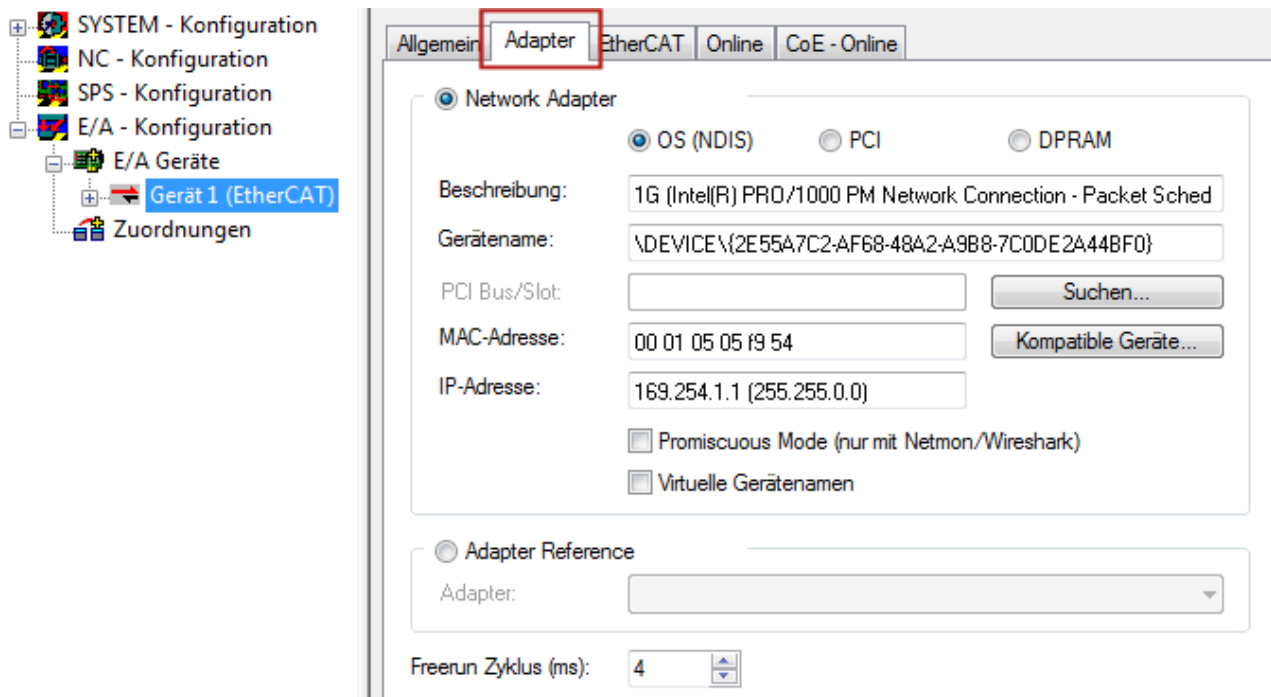 SYSTEM - Konfiguration
NC - Konfiguration
SPS - Konfiguration
E/A - Konfiguration
E/A Geräte
Gerät 1 (EtherCAT)
Zuordnungen
Allgemein Adapter EtherCAT Online CoE - Online
Network Adapter
OS (NDIS) PCI DPRAM
Beschreibung: 1G (Intel(R) PRO/1000 PM Network Connection - Packet Sched
Gerätename: \DEVICE\{2E55A7C2-AF68-48A2-A9B8-7C0DE2A44BF0}
PCI Bus/Slot: Suchen...
MAC-Adresse: 00 01 05 05 f9 54 Kompatible Geräte...
IP-Adresse: 169.254.1.1 (255.255.0.0)
Promiscuous Mode (nur mit Netmon/Wireshark)
Virtuelle Gerätenamen
Adapter Reference
Adapter:
Freerun Zyklus (ms): 4